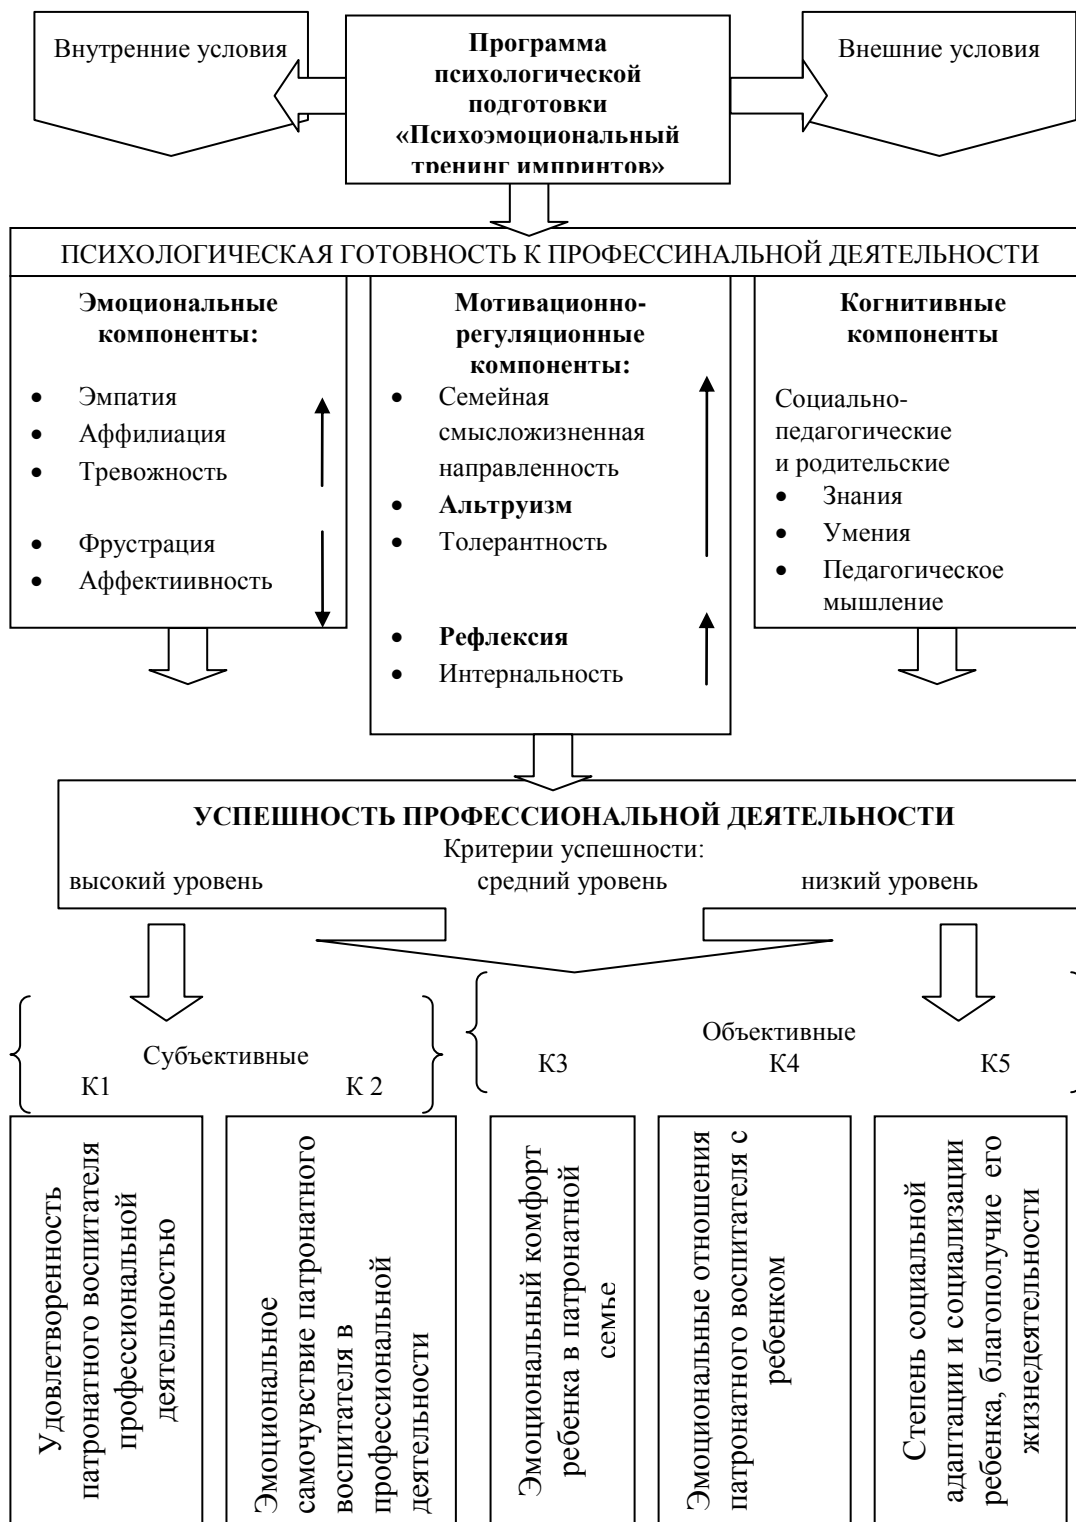 Внутренние условия
Программа
психологической
подготовки
«Психоэмоциональный
тренинг импринтов»
Внешние условия
ПСИХОЛОГИЧЕСКАЯ ГОТОВНОСТЬ К ПРОФЕССИНАЛЬНОЙ ДЕЯТЕЛЬНОСТИ
Эмоциональные
компоненты:
• Эмпатия
• Аффилиация
• Тревожность
• Фрустрация
• Аффектиивность
Мотивационно-
регуляционные
компоненты:
• Семейная
смысложизненная
направленность
• Альтруизм
• Толерантность
• Рефлексия
• Интернальность
Когнитивные
компоненты
Социально-
педагогические
и родительские
• Знания
• Умения
• Педагогическое
мышление
УСПЕШНОСТЬ ПРОФЕССИОНАЛЬНОЙ ДЕЯТЕЛЬНОСТИ
Критерии успешности:
высокий уровень средний уровень низкий уровень
Субъективные
К1 К 2
Объективные
К3 К4 К5
Удовлетворенность
патронатного воспитателя
профессиональной
деятельностью
Эмоциональное
самочувствие патронатного
воспитателя в
профессиональной
деятельности
Эмоциональный комфорт
ребенка в патронатной
семье
Эмоциональные отношения
патронатного воспитателя с
ребенком
Степень социальной
адаптации и социализации
ребенка, благополучие его
жизнедеятельности